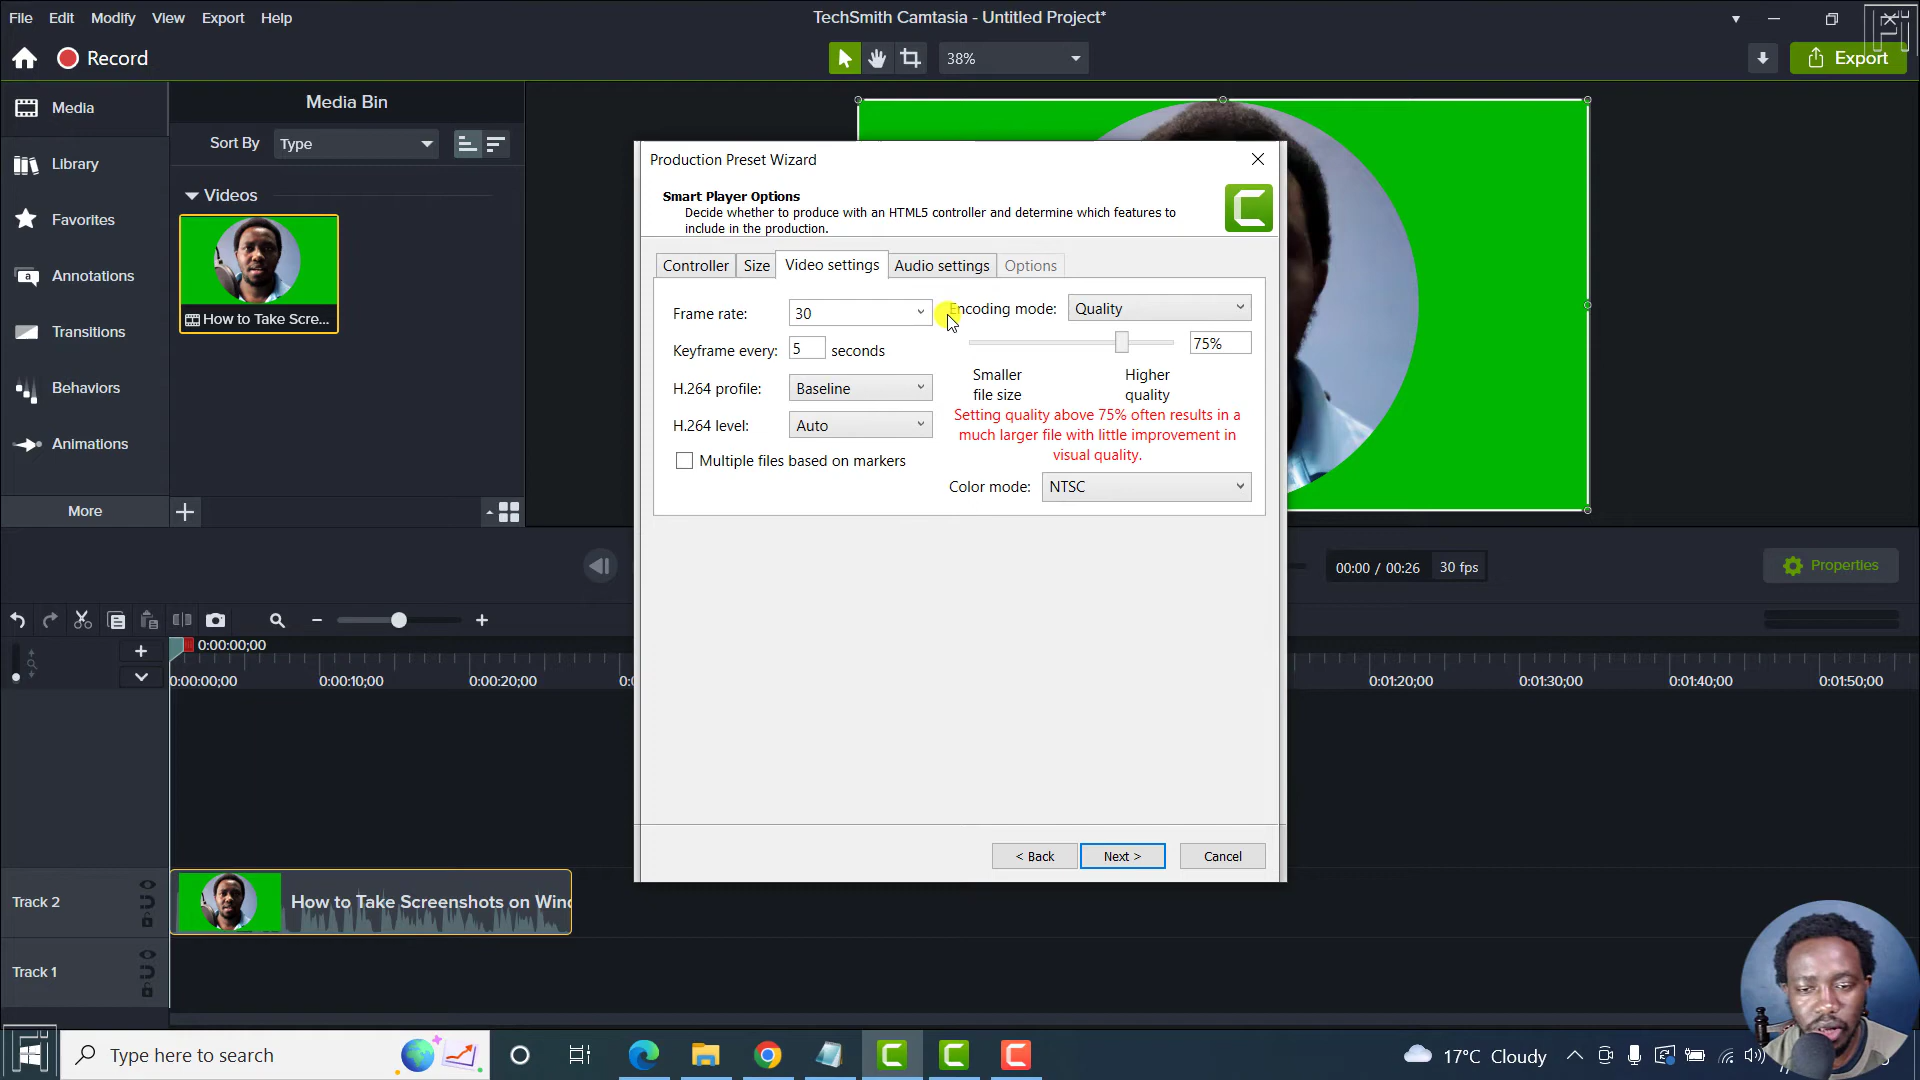 File Edit Modify View Export Help
TechSmith Camtasia - Untitled Project*
Record
38%
Export
Media
Library
Favorites
Annotations
Transitions
Behaviors
Animations
More
Media Bin
Sort By Type
Videos
How to Take Scre...
Production Preset Wizard
Smart Player Options
Decide whether to produce with an HTML5 controller and determine which features to
include in the production.
Controller Size Video settings Audio settings Options
Frame rate: 30
Keyframe every: 5 seconds
H.264 profile: Baseline
H.264 level: Auto
Multiple files based on markers
Encoding mode: Quality
75%
Smaller
file size
Higher
quality
Setting quality above 75% often results in a
much larger file with little improvement in
visual quality.
Color mode: NTSC
< Back Next > Cancel
00:00 / 00:26 30 fps
Properties
0:00:00;00
0:00:00;00 0:00:10;00 0:00:20;00 0:01:20;00 0:01:30;00 0:01:40;00 0:01:50;00
Track 2
How to Take Screenshots on Win
Track 1
Type here to search
17°C Cloudy